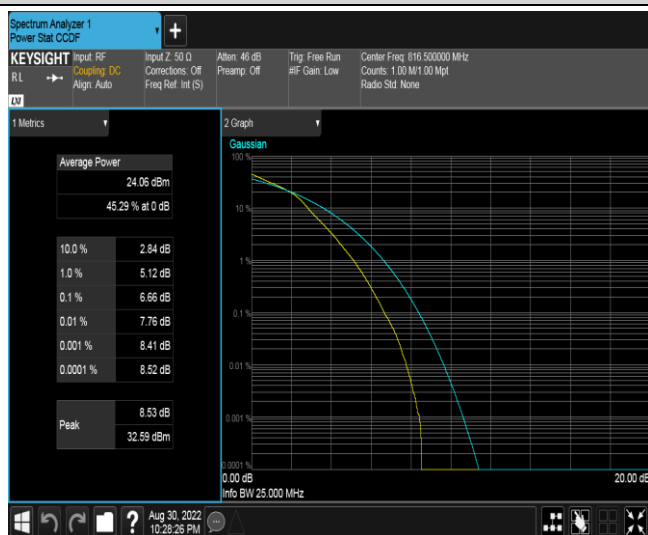 Spectrum Analyzer 1
Power Stat CCDF
KEYSIGHT
RL
LXI
Input: RF
Coupling: DC
Align: Auto
Input Z: 50 Ω
Corrections: Off
Freq Ref: Int (S)
Atten: 46 dB
Preamp: Off
Trig: Free Run
#IF Gain: Low
Center Freq: 816.500000 MHz
Counts: 1.00 M/1.00 Mpt
Radio Std: None
1 Metrics
Average Power
24.06 dBm
45.29 % at 0 dB
10.0 % 2.84 dB
1.0 % 5.12 dB
0.1 % 6.66 dB
0.01 % 7.76 dB
0.001 % 8.41 dB
0.0001 % 8.52 dB
Peak
8.53 dB
32.59 dBm
2 Graph
Gaussian
100 %
10 %
1 %
0.1 %
0.01 %
0.001 %
0.0001 %
0.00 dB 20.00 dB
Info BW 25.000 MHz
Aug 30, 2022
10:28:26 PM